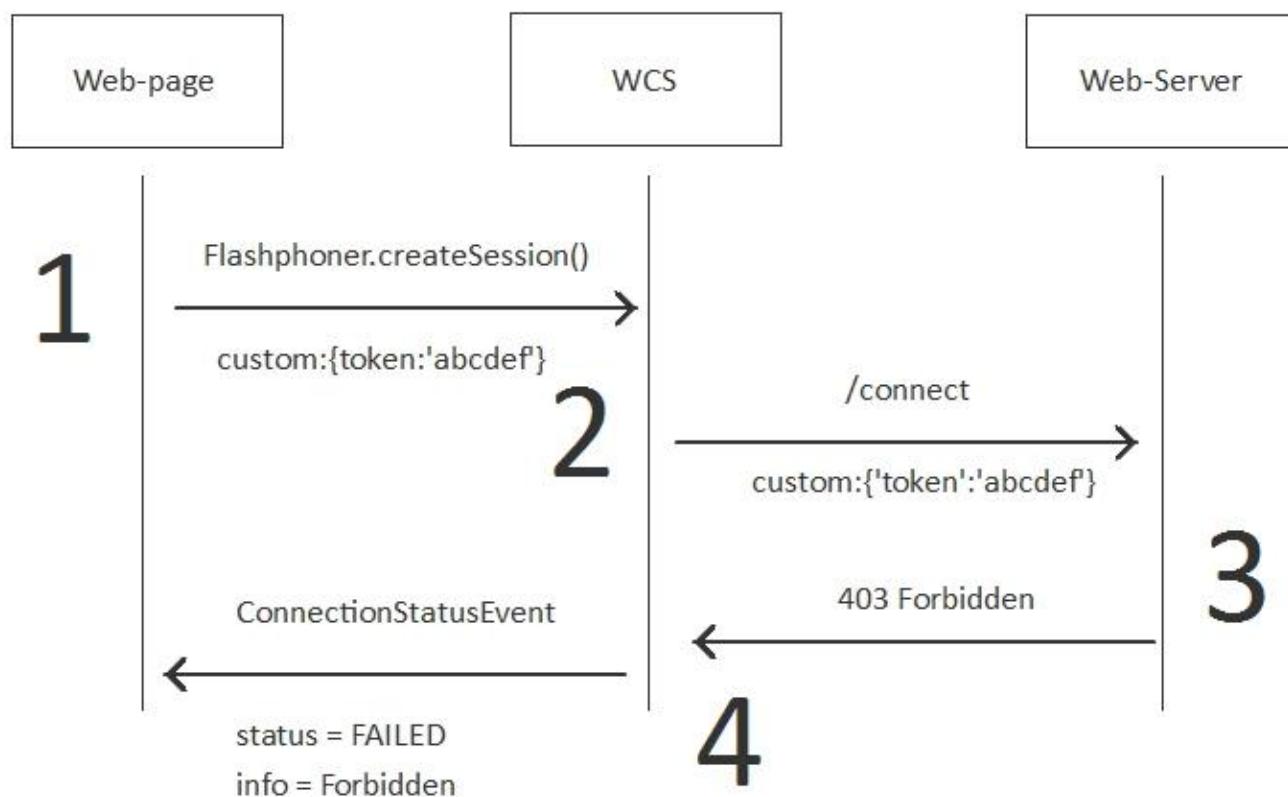 Web-page
WCS
Web-Server
1
Flashphoner.createSession()
custom:{token:'abcdef'}
2
/connect
custom:{'token':'abcdef'}
3
403 Forbidden
ConnectionStatusEvent
4
status = FAILED
info = Forbidden